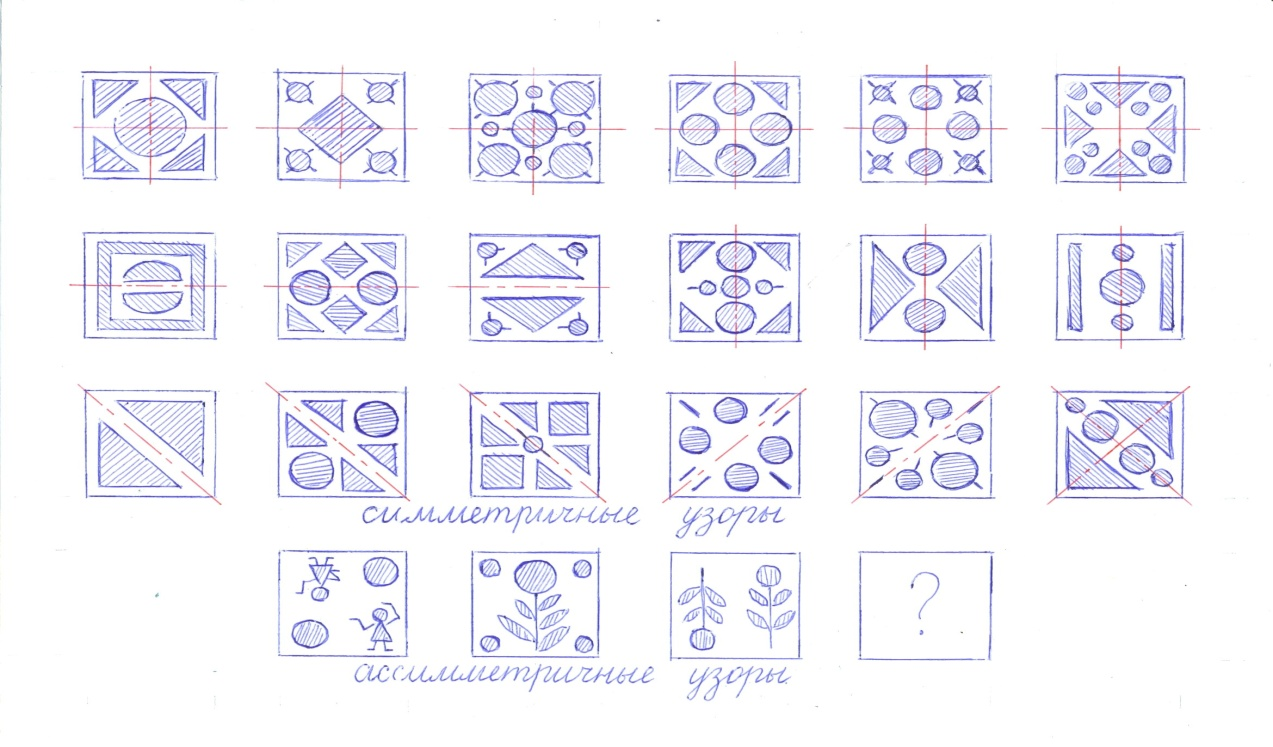 симметричные узоры
?
ассимметричные узоры